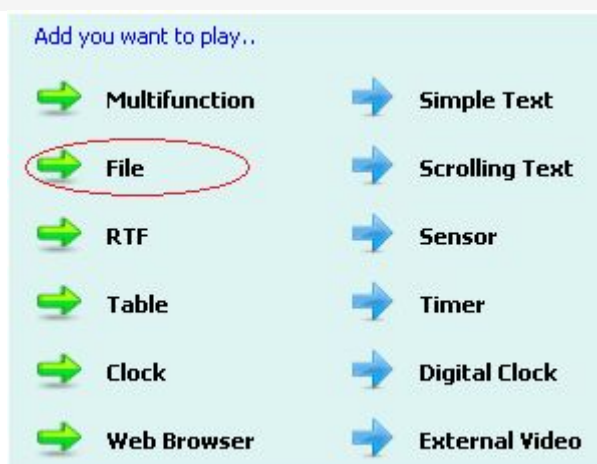 Add you want to play..
Multifunction Simple Text
File Scrolling Text
RTF Sensor
Table Timer
Clock Digital Clock
Web Browser External Video